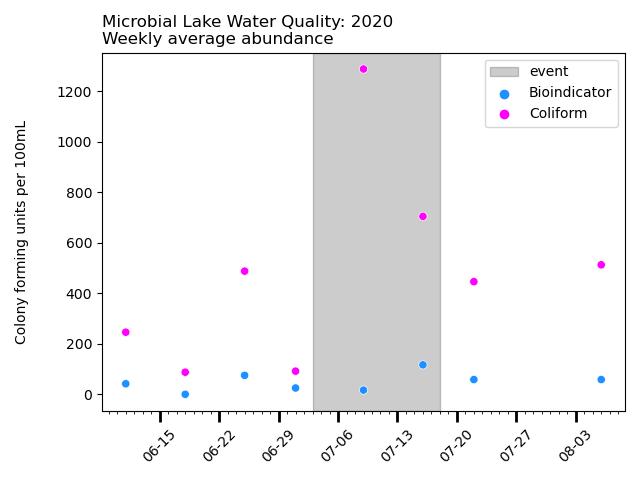 Microbial Lake Water Quality: 2020
Weekly average abundance
event
Bioindicator
Coliform
Colony forming units per 100mL
1200
1000
800
600
400
200
0
06-15
06-22
06-29
07-06
07-13
07-20
07-27
08-03